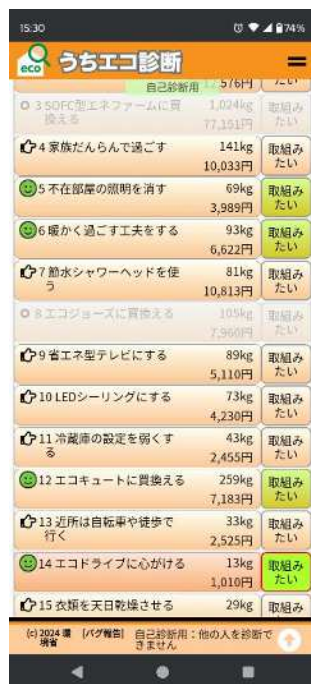 15:30
74%
eco うちエコ診断
自己診断用
576円
たい
3 SOFC型エネファームに買換える
1,024kg
77,151円
取組みたい
4 家族だんらんで過ごす
141kg
10,033円
取組みたい
5 不在部屋の照明を消す
69kg
3,989円
取組みたい
6 暖かく過ごす工夫をする
93kg
6,622円
取組みたい
7 節水シャワーヘッドを使う
81kg
10,813円
取組みたい
8 エコジョーズに買換える
105kg
7,960円
取組みたい
9 省エネ型テレビにする
89kg
5,110円
取組みたい
10 LEDシーリングにする
73kg
4,230円
取組みたい
11 冷蔵庫の設定を弱くする
43kg
2,455円
取組みたい
12 エコキュートに買換える
259kg
7,183円
取組みたい
13 近所は自転車や徒歩で行く
33kg
2,525円
取組みたい
14 エコドライブに心がける
13kg
1,010円
取組みたい
15 衣類を天日乾燥させる
29kg
取組み
(c)2024 環境省
[バグ報告]
自己診断用：他の人を診断できません